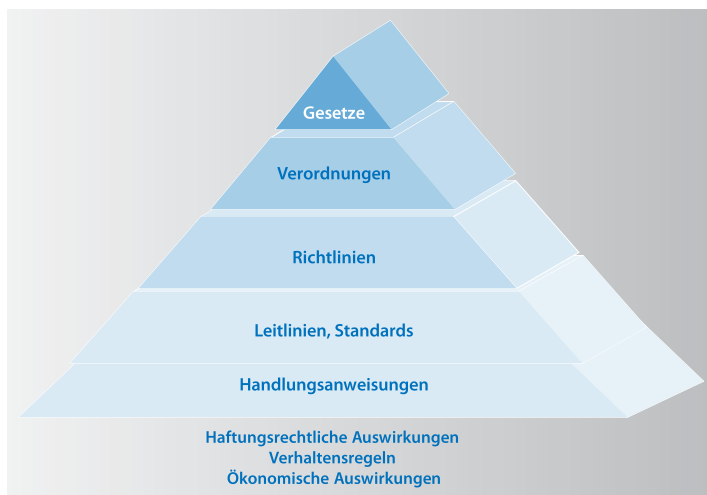 Gesetze
Verordnungen
Richtlinien
Leitlinien, Standards
Handlungsanweisungen
Haftungsrechtliche Auswirkungen
Verhaltensregeln
Ökonomische Auswirkungen